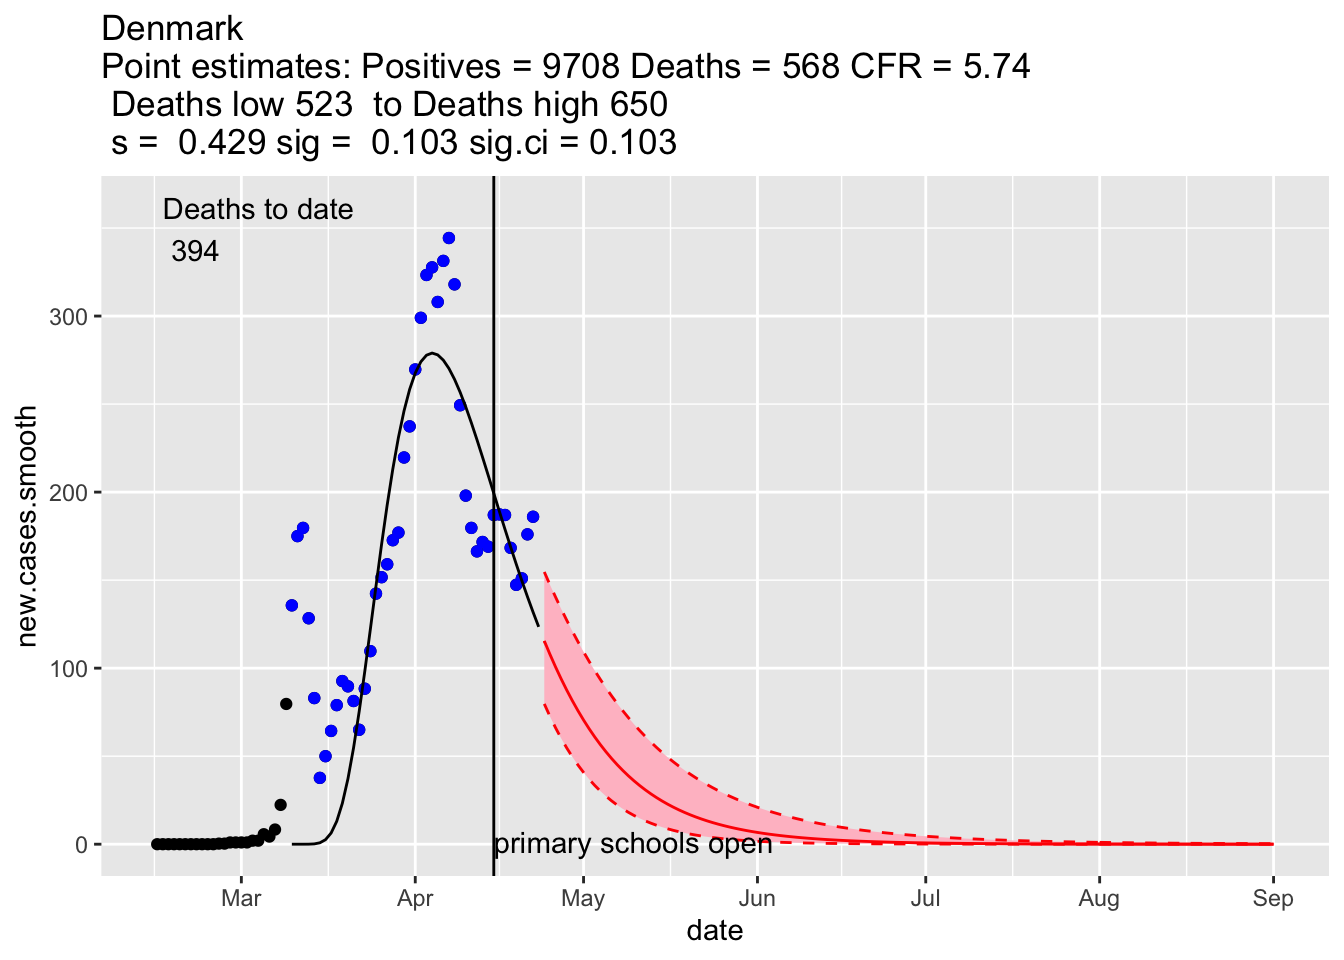 Denmark
Point estimates: Positives = 9708 Deaths = 568 CFR = 5.74
Deaths low 523  to Deaths high 650
s =  0.429 sig =  0.103 sig.ci = 0.103
Deaths to date
394
new.cases.smooth
300
200
100
0
primary schools open
Mar Apr May Jun Jul Aug Sep
date